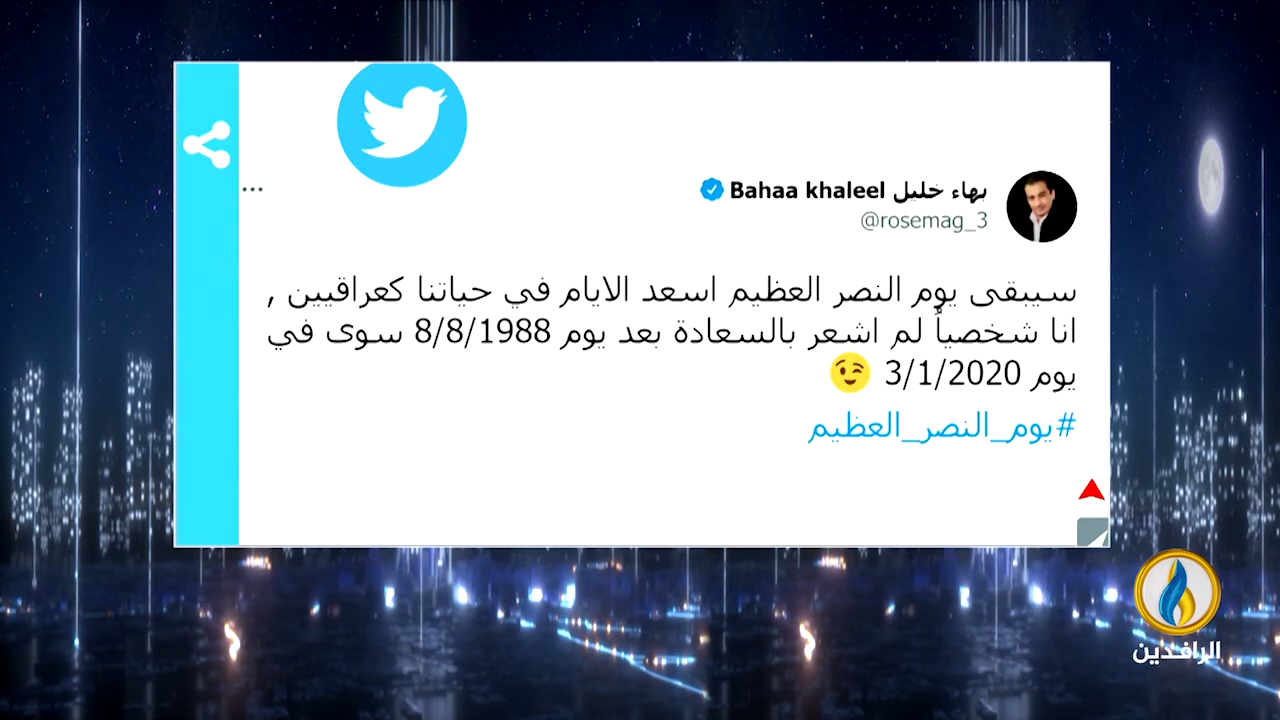 بهاء خليل Bahaa khaleel
@rosemag_3
سيبقى يوم النصر العظيم اسعد الايام في حياتنا كعراقيين ,
انا شخصياً لم اشعر بالسعادة بعد يوم 8/8/1988 سوى في
يوم 3/1/2020 😉
#يوم_النصر_العظيم
الرافدين